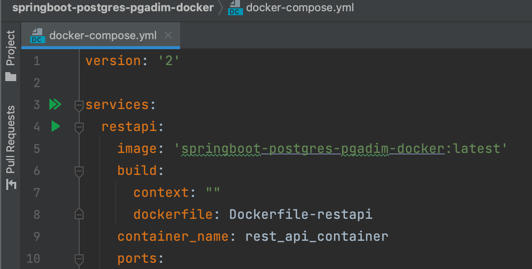 springboot-postgres-pgadim-docker docker-compose.yml
Project
Pull Requests
docker-compose.yml
1 version: '2'
2
3 services:
4 restapi:
5 image: 'springboot-postgres-pgadim-docker:latest'
6 build:
7 context: ""
8 dockerfile: Dockerfile-restapi
9 container_name: rest_api_container
10 ports: